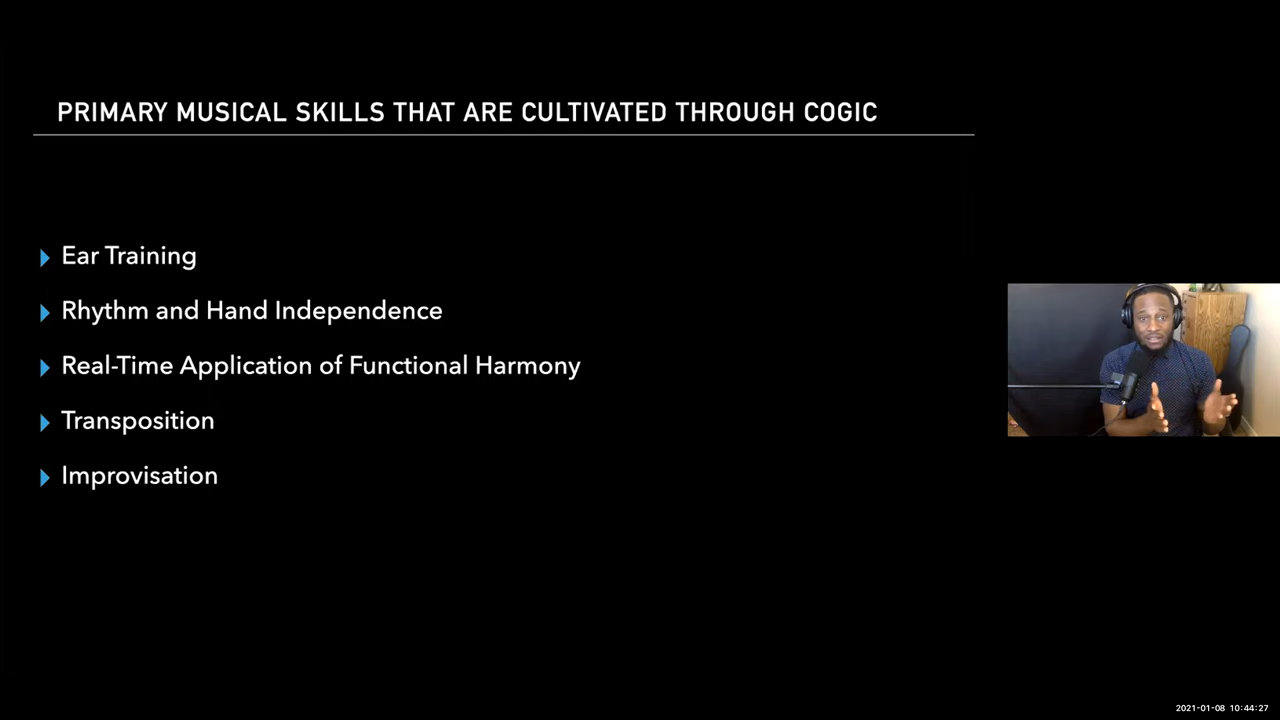 PRIMARY MUSICAL SKILLS THAT ARE CULTIVATED THROUGH COGIC
Ear Training
Rhythm and Hand Independence
Real-Time Application of Functional Harmony
Transposition
Improvisation
2021-01-08 10:44:27